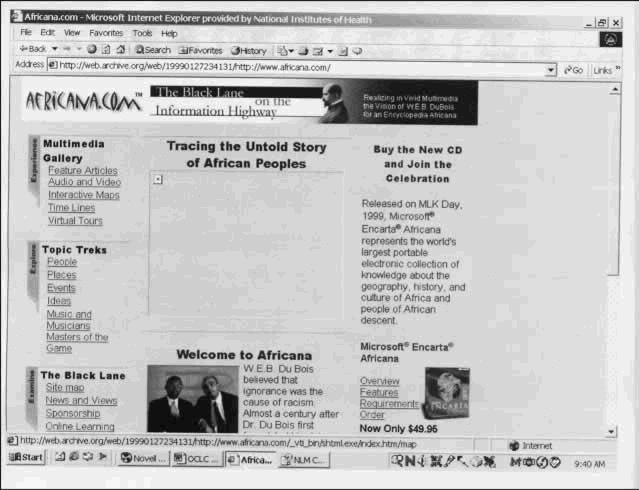 Africana.com - Microsoft Internet Explorer provided by National Institutes of Health
File Edit View Favorites Tools Help
Back Search Favorites History
Address http://web.archive.org/web/19990127234131/http://www.africana.com/ Go Links »
AFRICANA.COM™
The Black Lane
on the
Information Highway
Realizing in Vivid Multimedia
the Vision of W.E.B. DuBois
for an Encyclopedia Africana
Experience
Multimedia
Gallery
Feature Articles
Audio and Video
Interactive Maps
Time Lines
Virtual Tours
Explore
Topic Treks
People
Places
Events
Ideas
Music and
Musicians
Masters of the
Game
Examine
The Black Lane
Site map
News and Views
Sponsorship
Online Learning
Tracing the Untold Story
of African Peoples
Welcome to Africana
W.E.B. Du Bois
believed that
ignorance was the
cause of racism.
Almost a century after
Dr. Du Bois first
Buy the New CD
and Join the
Celebration
Released on MLK Day,
1999, Microsoft®
Encarta® Africana
represents the world's
largest portable
electronic collection of
knowledge about the
geography, history, and
culture of Africa and
people of African
descent.
Microsoft® Encarta®
Africana
Overview
Features
Requirements
Order
ENCARTA
Now Only $49.95
http://web.archive.org/web/19990127234131/http://www.africana.com/_vti_bin/shtml.exe/index.htm/map Internet
Start Novell ... OCLC ... Africa... NLM C... 9:40 AM